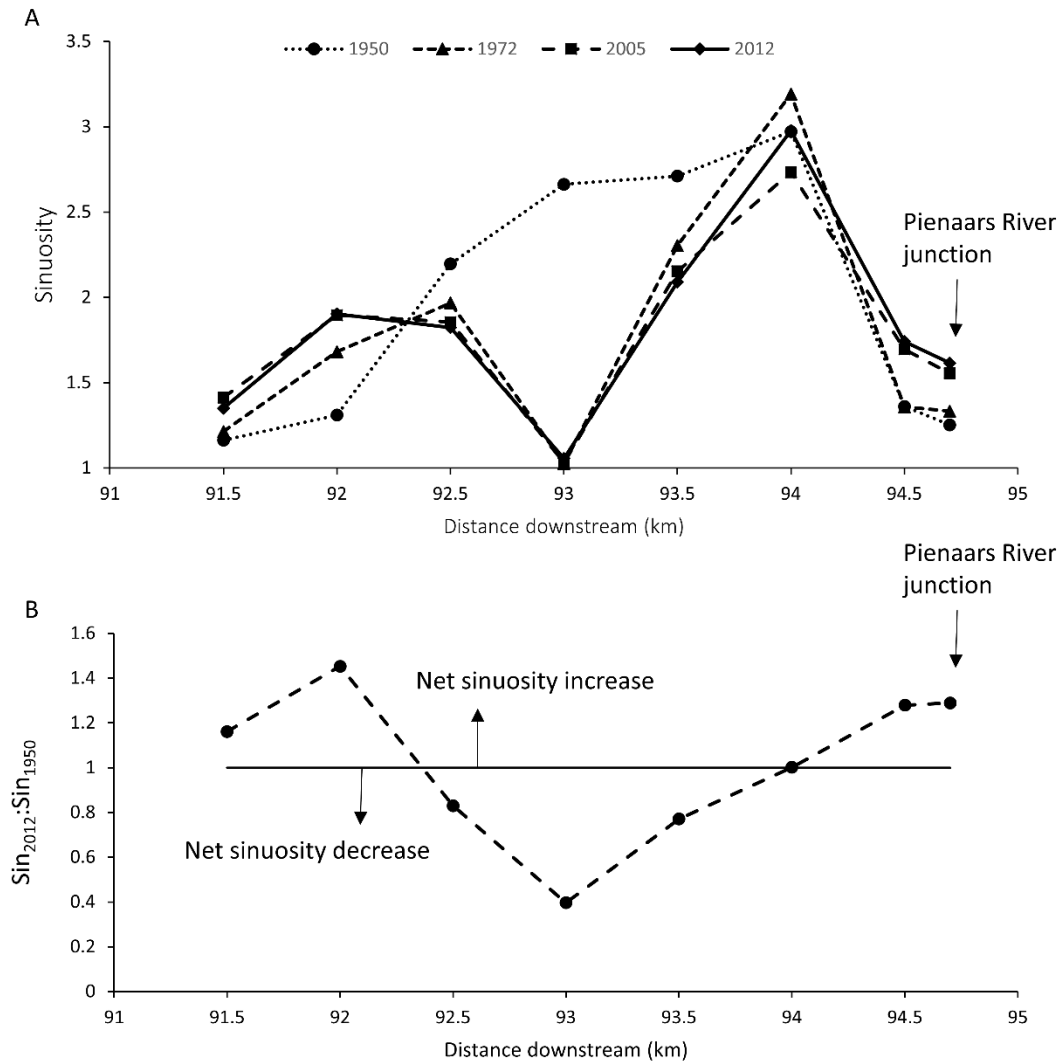 A
3.5
1950 1972 2005 2012
3
2.5
2
1.5
1
Sinuosity
Pienaars River
junction
91 91.5 92 92.5 93 93.5 94 94.5 95
Distance downstream (km)
Pienaars River
junction
B
1.6
1.4
1.2
1
0.8
0.6
0.4
0.2
0
Sin2012:Sin1950
Net sinuosity increase
Net sinuosity decrease
91 91.5 92 92.5 93 93.5 94 94.5 95
Distance downstream (km)